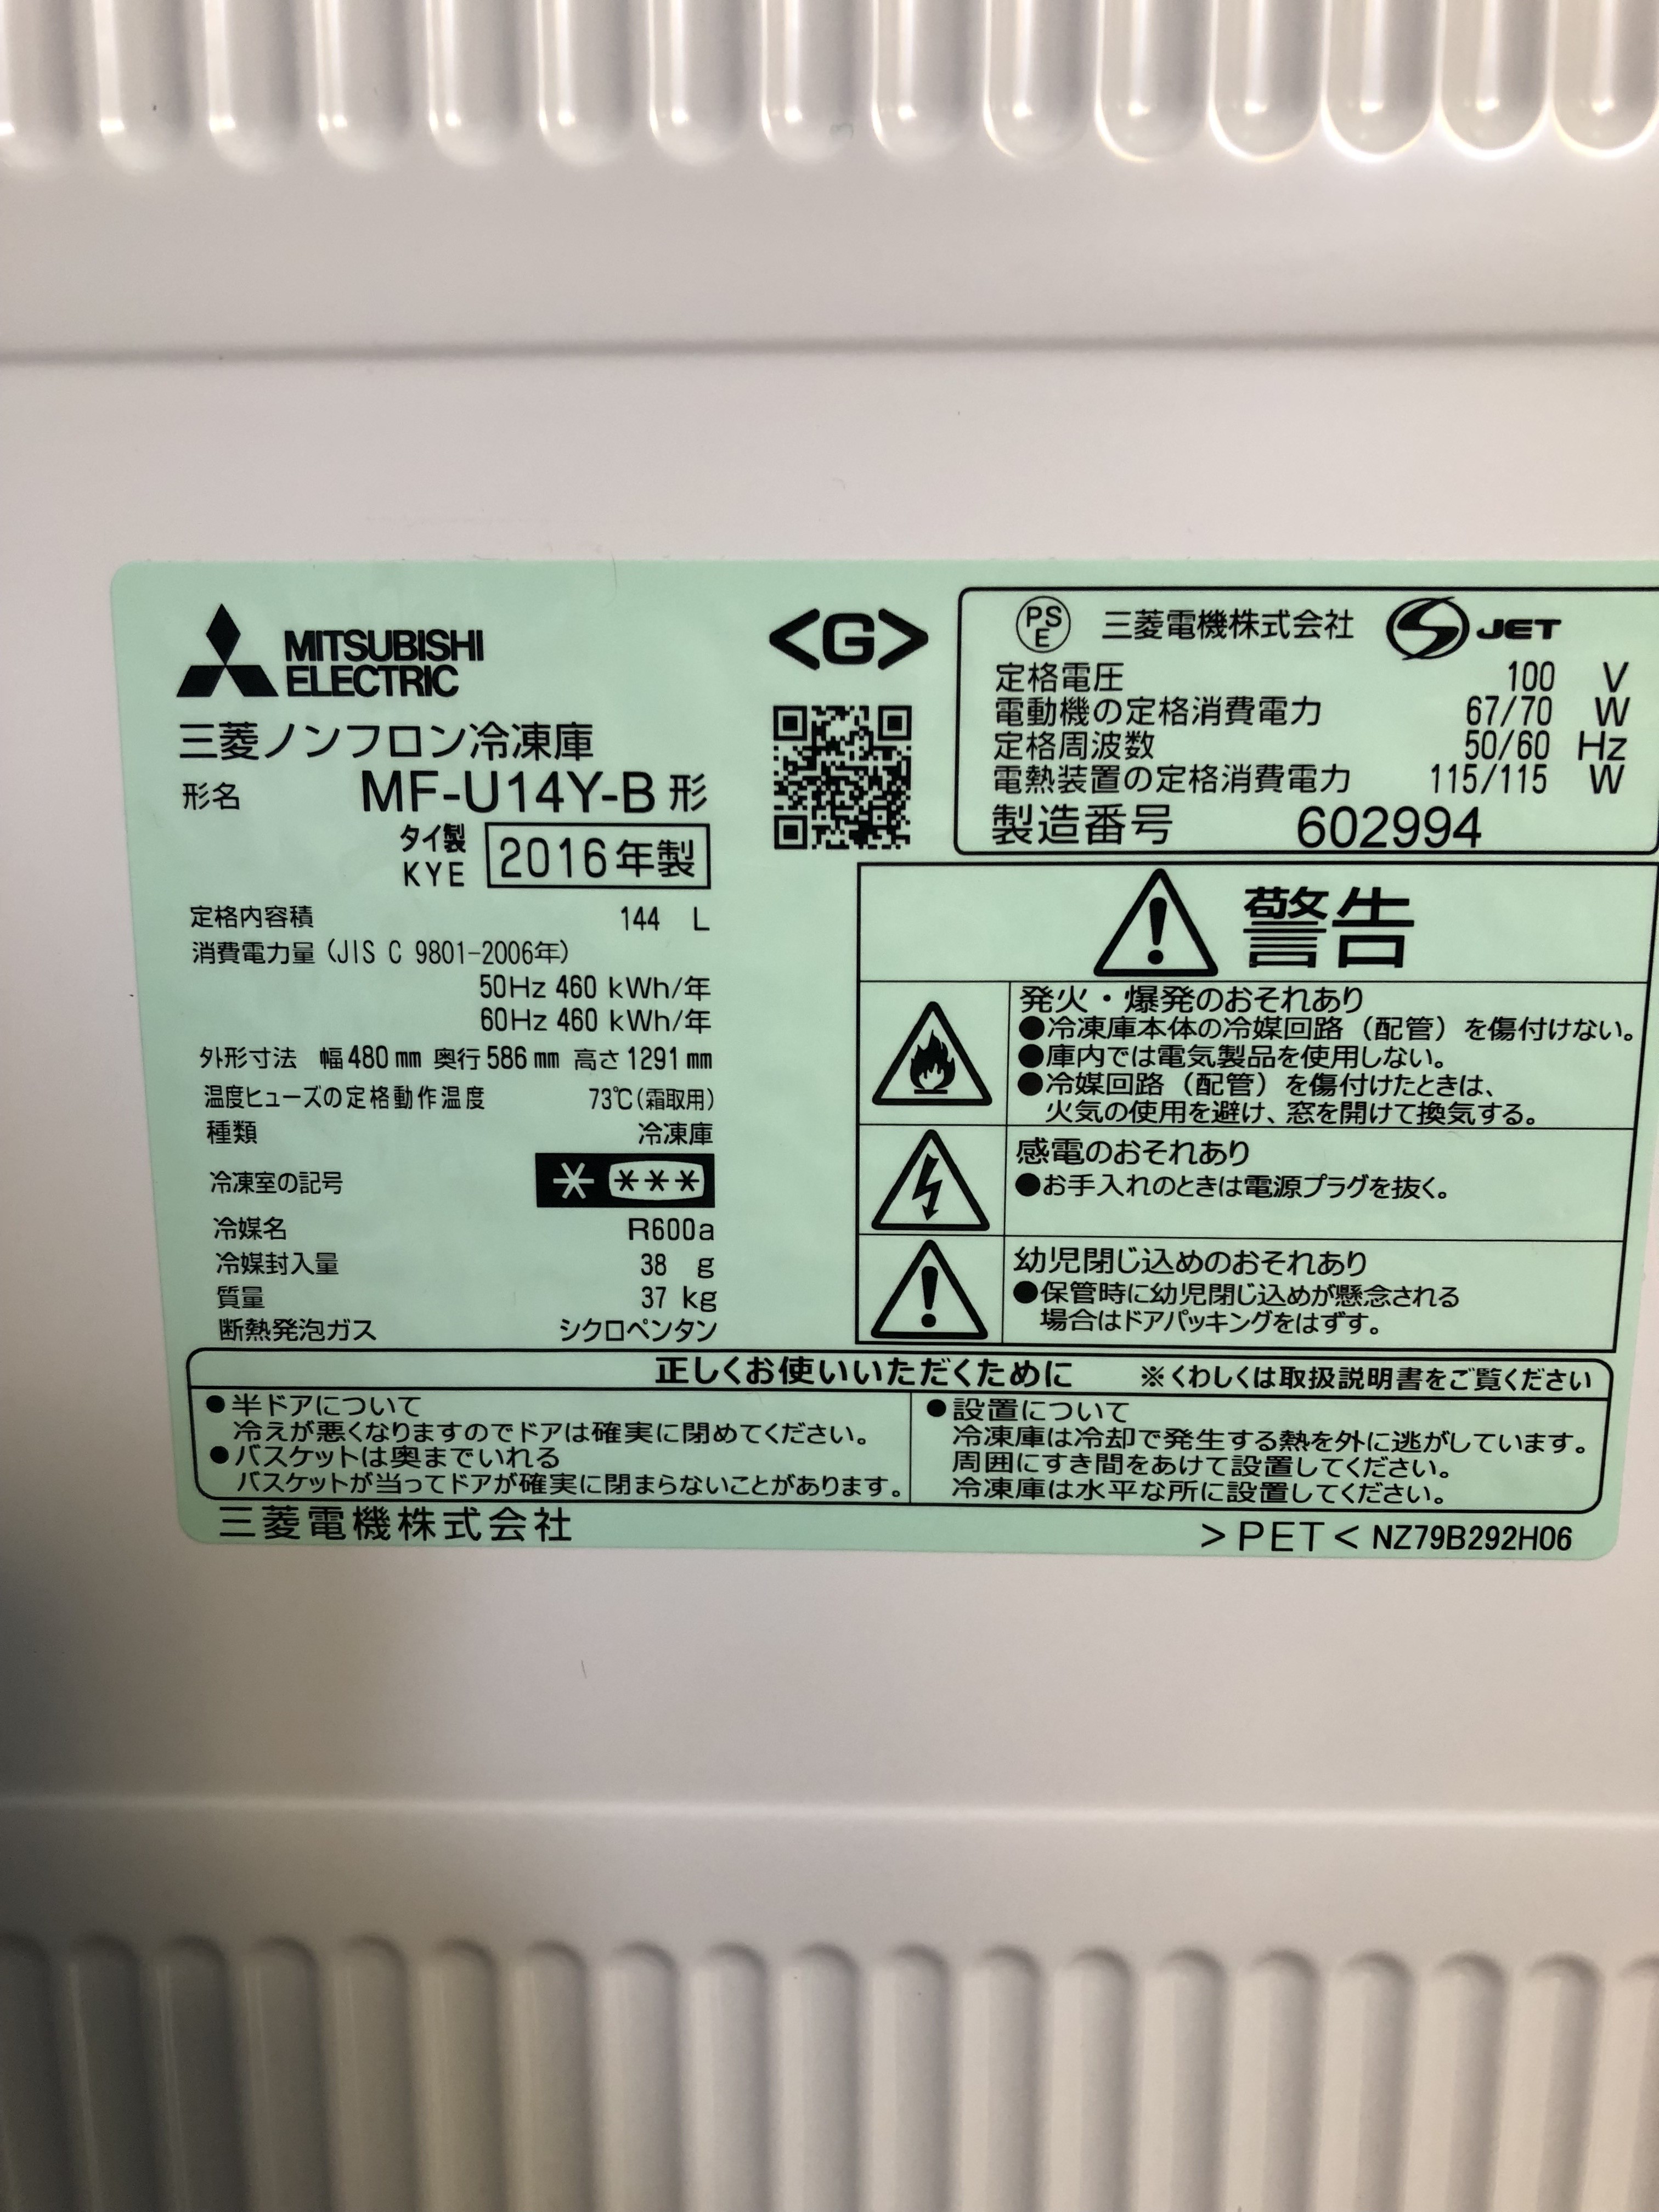 MITSUBISHI
ELECTRIC
<G>
三菱ノンフロン冷凍庫
形名 MF-U14Y-B 形
タイ製
KYE
2016年製
定格内容積 144 L
消費電力量（JIS C 9801-2006年）
50Hz 460 kWh/年
60Hz 460 kWh/年
外形寸法 幅480㎜ 奥行586㎜ 高さ1291㎜
温度ヒューズの定格動作温度 73℃(霜取用)
種類 冷凍庫
冷凍室の記号 * ***
冷媒名 R600a
冷媒封入量 38 g
質量 37 kg
断熱発泡ガス シクロペンタン
PS
E
三菱電機株式会社 JET
定格電圧 100 V
電動機の定格消費電力 67/70 W
定格周波数 50/60 Hz
電熱装置の定格消費電力 115/115 W
製造番号 602994
警告
発火・爆発のおそれあり
●冷凍庫本体の冷媒回路（配管）を傷付けない。
●庫内では電気製品を使用しない。
●冷媒回路（配管）を傷付けたときは、
火気の使用を避け、窓を開けて換気する。
感電のおそれあり
●お手入れのときは電源プラグを抜く。
幼児閉じ込めのおそれあり
●保管時に幼児閉じ込めが懸念される
場合はドアパッキングをはずす。
正しくお使いいただくために ※くわしくは取扱説明書をご覧ください
●半ドアについて
冷えが悪くなりますのでドアは確実に閉めてください。
●バスケットは奥までいれる
バスケットが当ってドアが確実に閉まらないことがあります。
●設置について
冷凍庫は冷却で発生する熱を外に逃がしています。
周囲にすき間をあけて設置してください。
冷凍庫は水平な所に設置してください。
三菱電機株式会社
>PET< NZ79B292H06